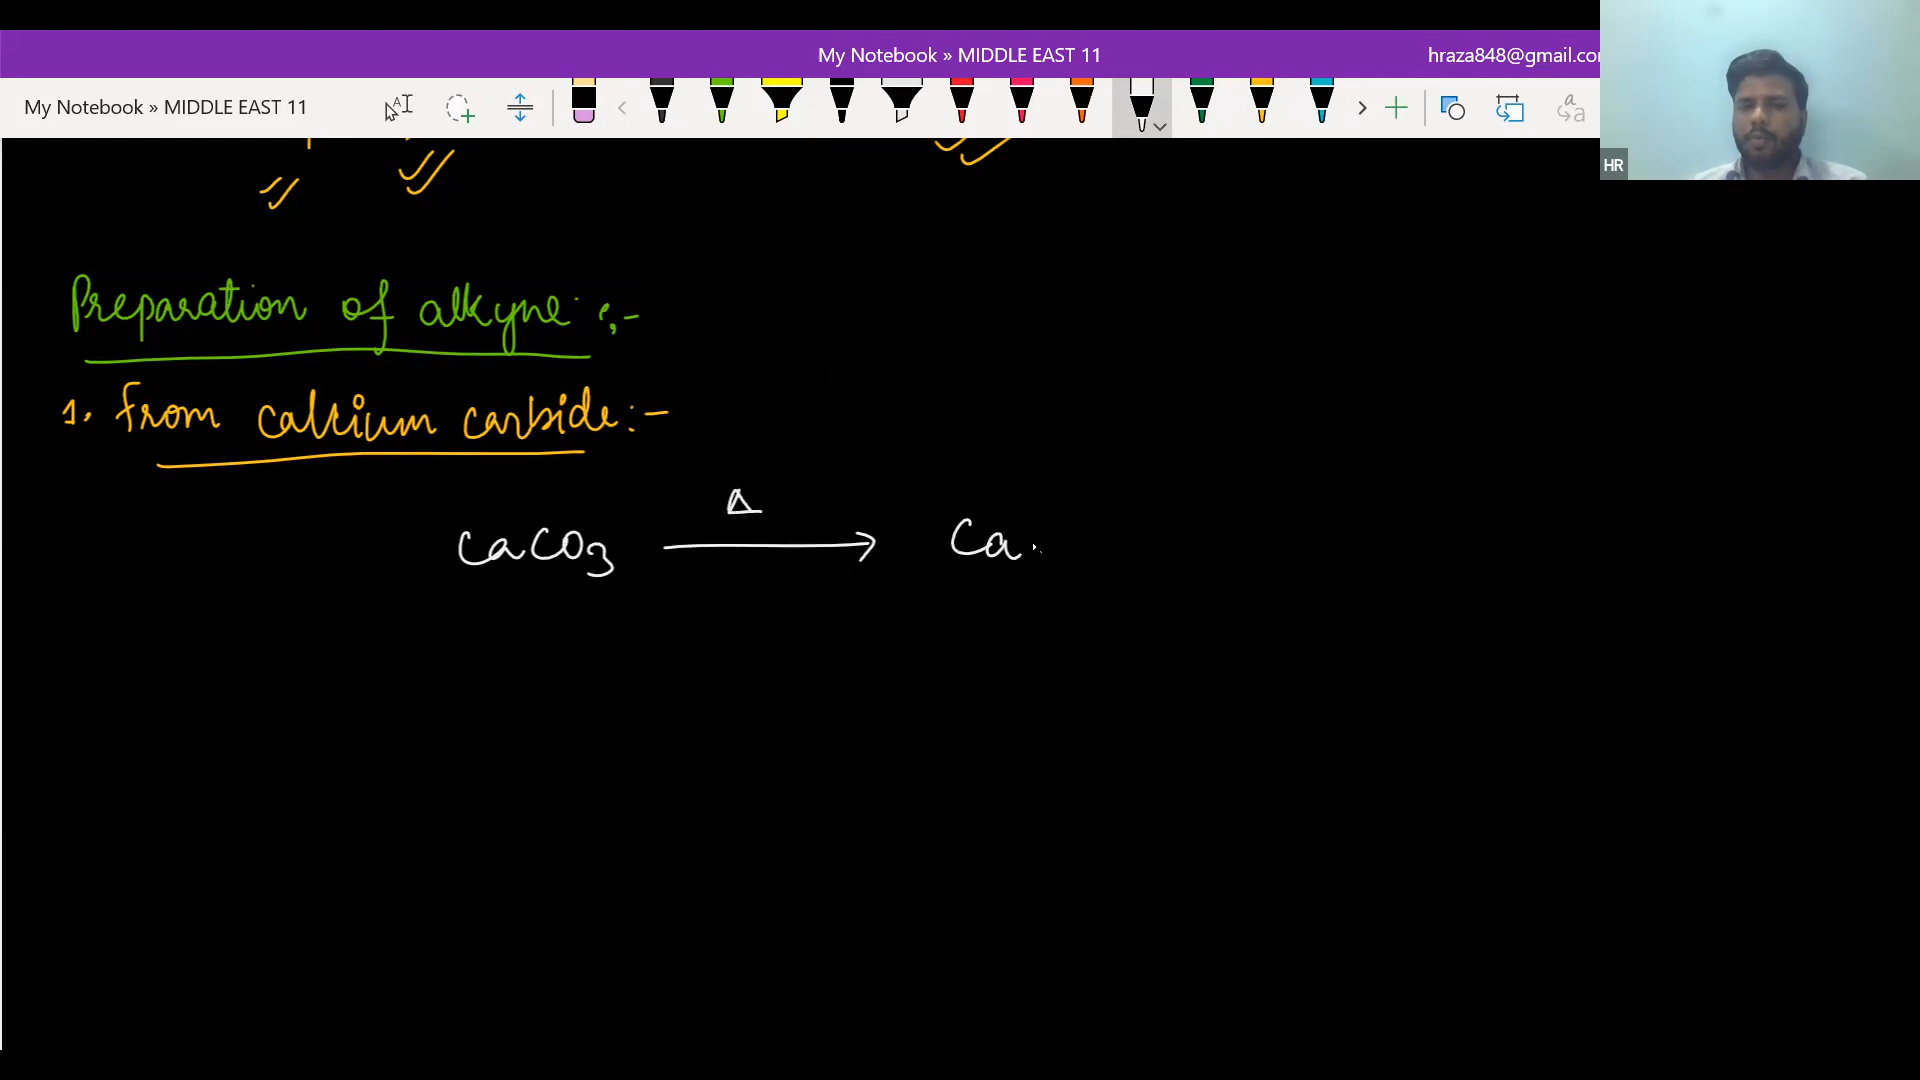 My Notebook » MIDDLE EAST 11
hraza848@gmail.co
My Notebook » MIDDLE EAST 11
HR
Preparation of alkyne :-
1. from calcium carbide :-
Δ
CaCO3 → Ca